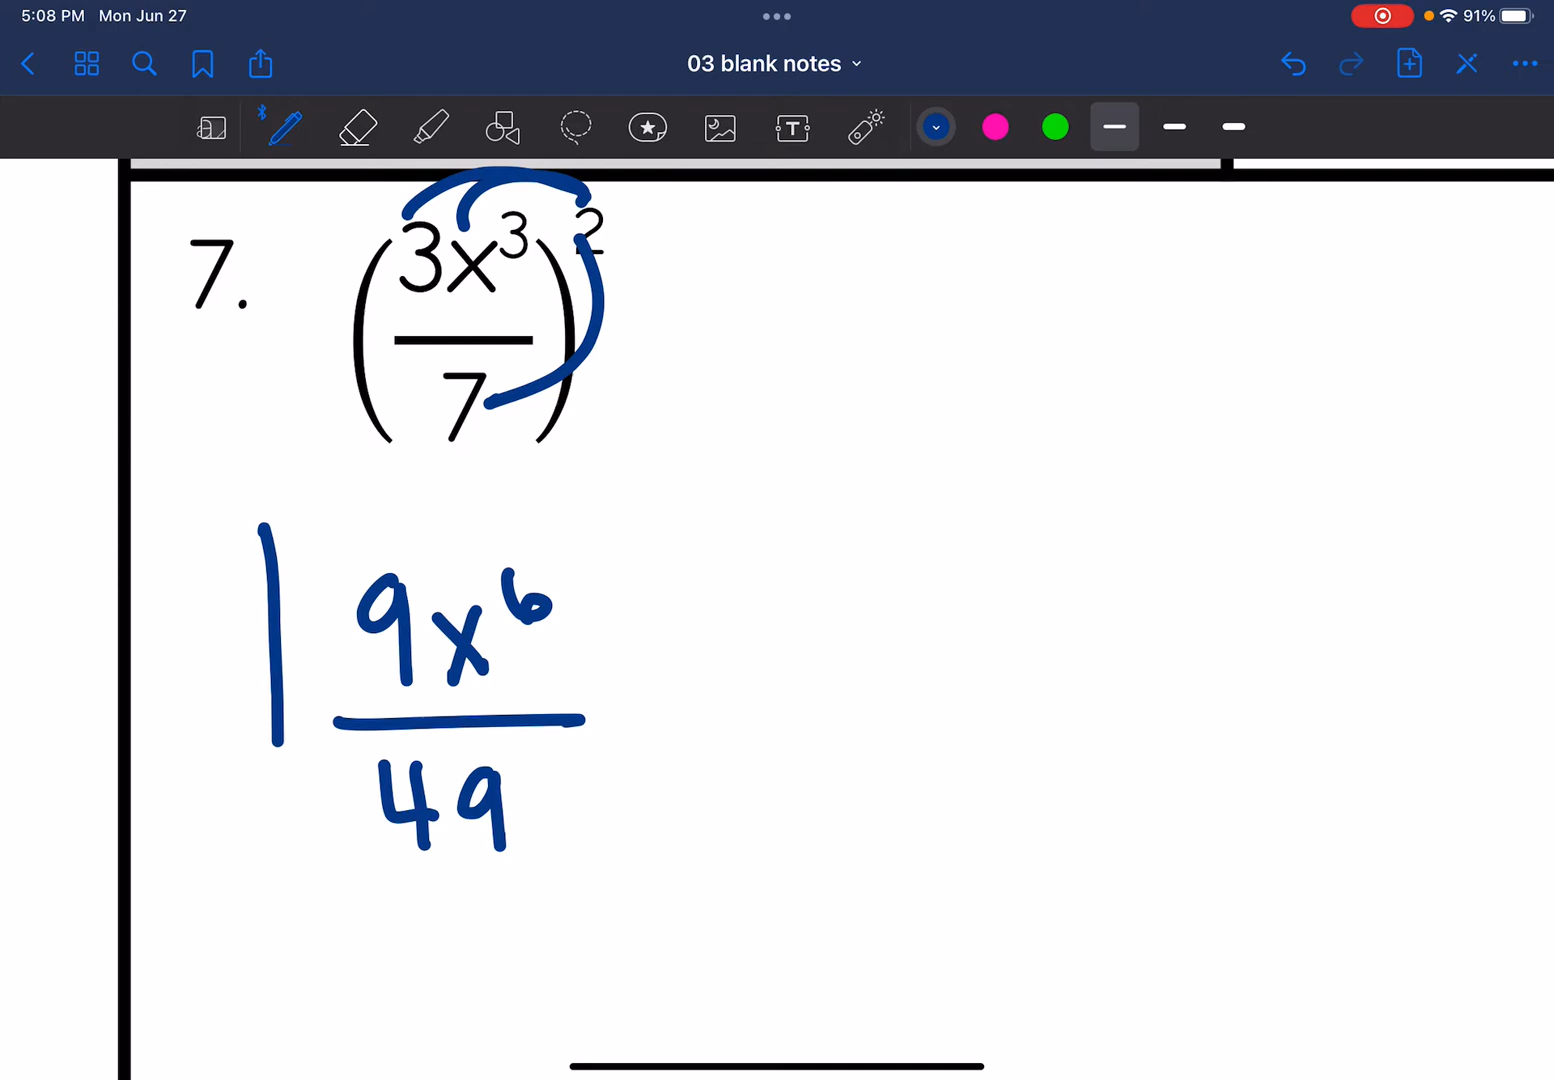 5:08 PM Mon Jun 27
91%
03 blank notes
T
7. (3x³/7)²
9x⁶
49